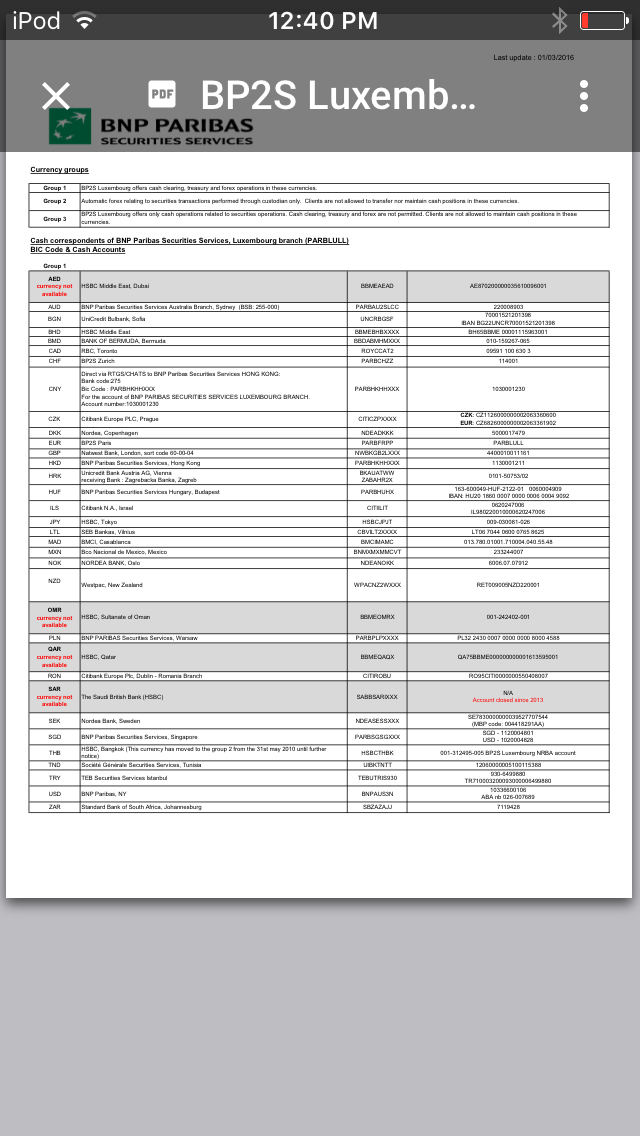 iPod 12:40 PM
Last update : 01/03/2016
PDF BP2S Luxemb...
BNP PARIBAS
SECURITIES SERVICES
Currency groups
Group 1 BP2S Luxembourg offers cash clearing, treasury and forex operations in these currencies.
Group 2 Automatic forex relating to securities transactions performed through custodian only. Clients are not allowed to transfer nor maintain cash positions in these currencies.
Group 3 BP2S Luxembourg offers only cash operations related to securities operations. Cash clearing, treasury and forex are not permitted. Clients are not allowed to maintain cash positions in these
currencies.
Cash correspondents of BNP Paribas Securities Services, Luxembourg branch (PARBLULL)
BIC Code & Cash Accounts
Group 1
AED
currency not
available
HSBC Middle East, Dubai BBMEAEAD AE870200000035610096001
AUD BNP Paribas Securities Services Australia Branch, Sydney (BSB: 255-000) PARBAU2SLCC 220008903
BGN UniCredit Bulbank, Sofia UNCRBGSF 70001521201398
IBAN BG22UNCR70001521201398
BHD HSBC Middle East BBMEBHBXXXX BH65BBME 00001115963001
BMD BANK OF BERMUDA, Bermuda BBDABMHMXXX 010-159267-065
CAD RBC, Toronto ROYCCAT2 09591 100 630 3
CHF BP2S Zurich PARBCHZZ 114001
CNY
Direct via RTGS/CHATS to BNP Paribas Securities Services HONG KONG:
Bank code:275
Bic Code : PARBHKHHXXX
For the account of BNP PARIBAS SECURITIES SERVICES LUXEMBOURG BRANCH.
Account number:1030001230
PARBHKHHXXX 1030001230
CZK Citibank Europe PLC, Prague CITICZPXXXX CZK: CZ1126000000002063360600
EUR: CZ6826000000002063361902
DKK Nordea, Copenhagen NDEADKKK 5000017479
EUR BP2S Paris PARBFRPP PARBLULL
GBP Natwest Bank, London, sort code 60-00-04 NWBKGB2LXXX 4400010011161
HKD BNP Paribas Securities Services, Hong Kong PARBHKHHXXX 1130001211
HRK Unicredit Bank Austria AG, Vienna BKAUATWW 0101-50753/02
receiving Bank : Zagrebacka Banka, Zagreb ZABAHR2X
HUF BNP Paribas Securities Services Hungary, Budapest PARBHUHX 163-600049-HUF-2122-01 0060004909
IBAN: HU20 1860 0007 0000 0006 0004 9092
ILS Citibank N.A., Israel CITIILIT 0620247006
IL980220010000620247006
JPY HSBC, Tokyo HSBCJPJT 009-030081-026
LTL SEB Bankas, Vilnius CBVILT2XXXX LT06 7044 0600 0765 8625
MAD BMCI, Casablanca BMCIMAMC 013.780.01001.710004.040.55.48
MXN Bco Nacional de Mexico, Mexico BNMXMXMMCVT 233244007
NOK NORDEA BANK, Oslo NDEANOKK 6006.07.07912
NZD Westpac, New Zealand WPACNZ2WXXX RET009005NZD220001
OMR
currency not
available
HSBC, Sultanate of Oman BBMEOMRX 001-242402-001
PLN BNP PARIBAS Securities Services, Warsaw PARBPLPXXXX PL32 2430 0007 0000 0000 8000 4588
QAR
currency not
available
HSBC, Qatar BBMEQAQX QA75BBME000000000001613595001
RON Citibank Europe Plc, Dublin - Romania Branch CITIROBU RO95CITI0000000550408007
SAR
currency not
available
The Saudi British Bank (HSBC) SABBSARIXXX N/A
Account closed since 2013
SEK Nordea Bank, Sweden NDEASESSXXX SE7830000000039527707544
(MBP code: 004418291AA)
SGD BNP Paribas Securities Services, Singapore PARBSGSGXXX SGD - 1120004801
USD - 1020004828
THB HSBC, Bangkok (This currency has moved to the group 2 from the 31st may 2010 until further
notice) HSBCTHBK 001-312495-005 BP2S Luxembourg NRBA account
TND Société Générale Securities Services, Tunisia UIBKTNTT 12060000005100115388
TRY TEB Securities Services Istanbul TEBUTRIS930 930-6499880
TR710003200093000006499880
USD BNP Paribas, NY BNPAUS3N 10336600106
ABA nb 026-007689
ZAR Standard Bank of South Africa, Johannesburg SBZAZAJJ 7119428